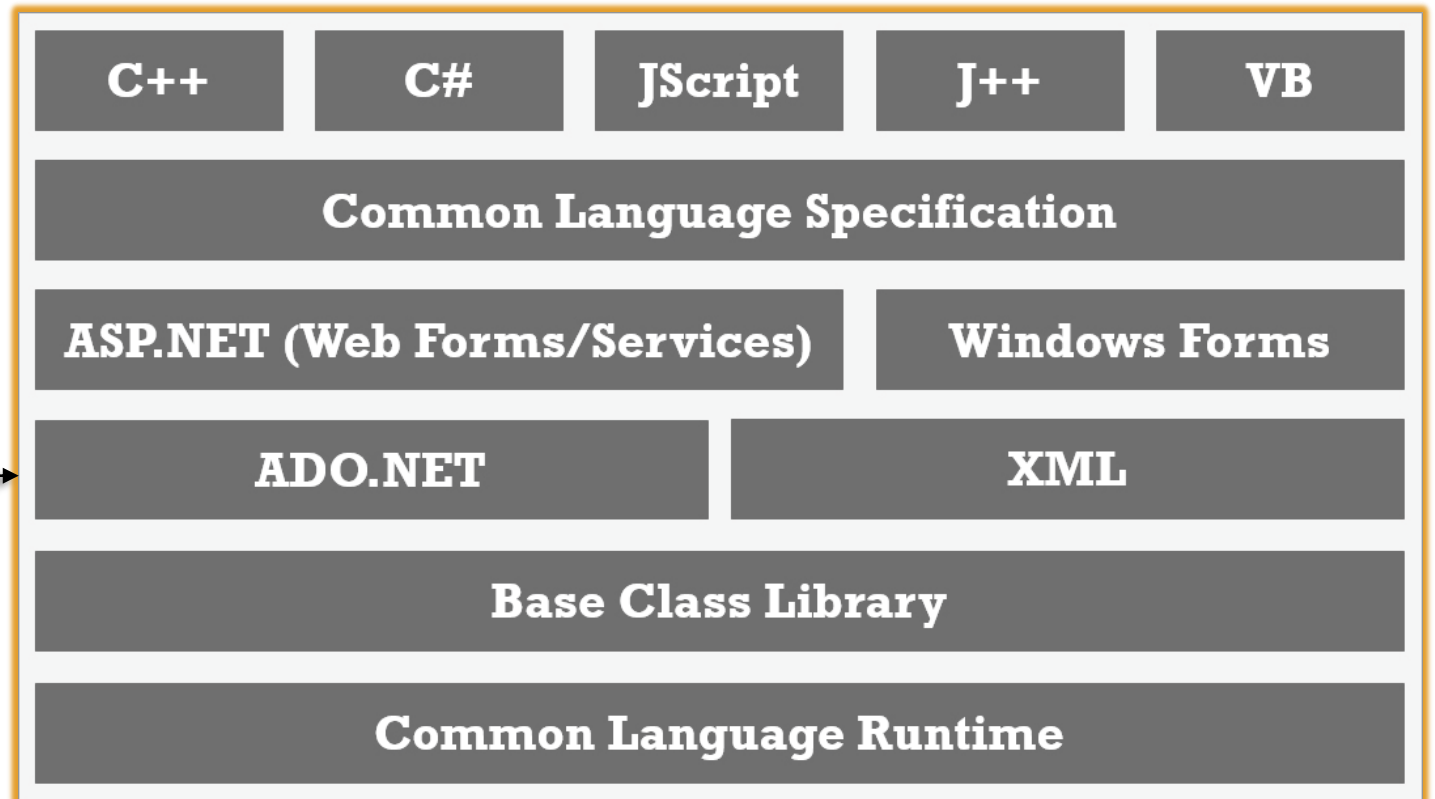 C++
C#
JScript
J++
VB
Common Language Specification
ASP.NET (Web Forms/Services)
Windows Forms
ADO.NET
XML
Base Class Library
Common Language Runtime